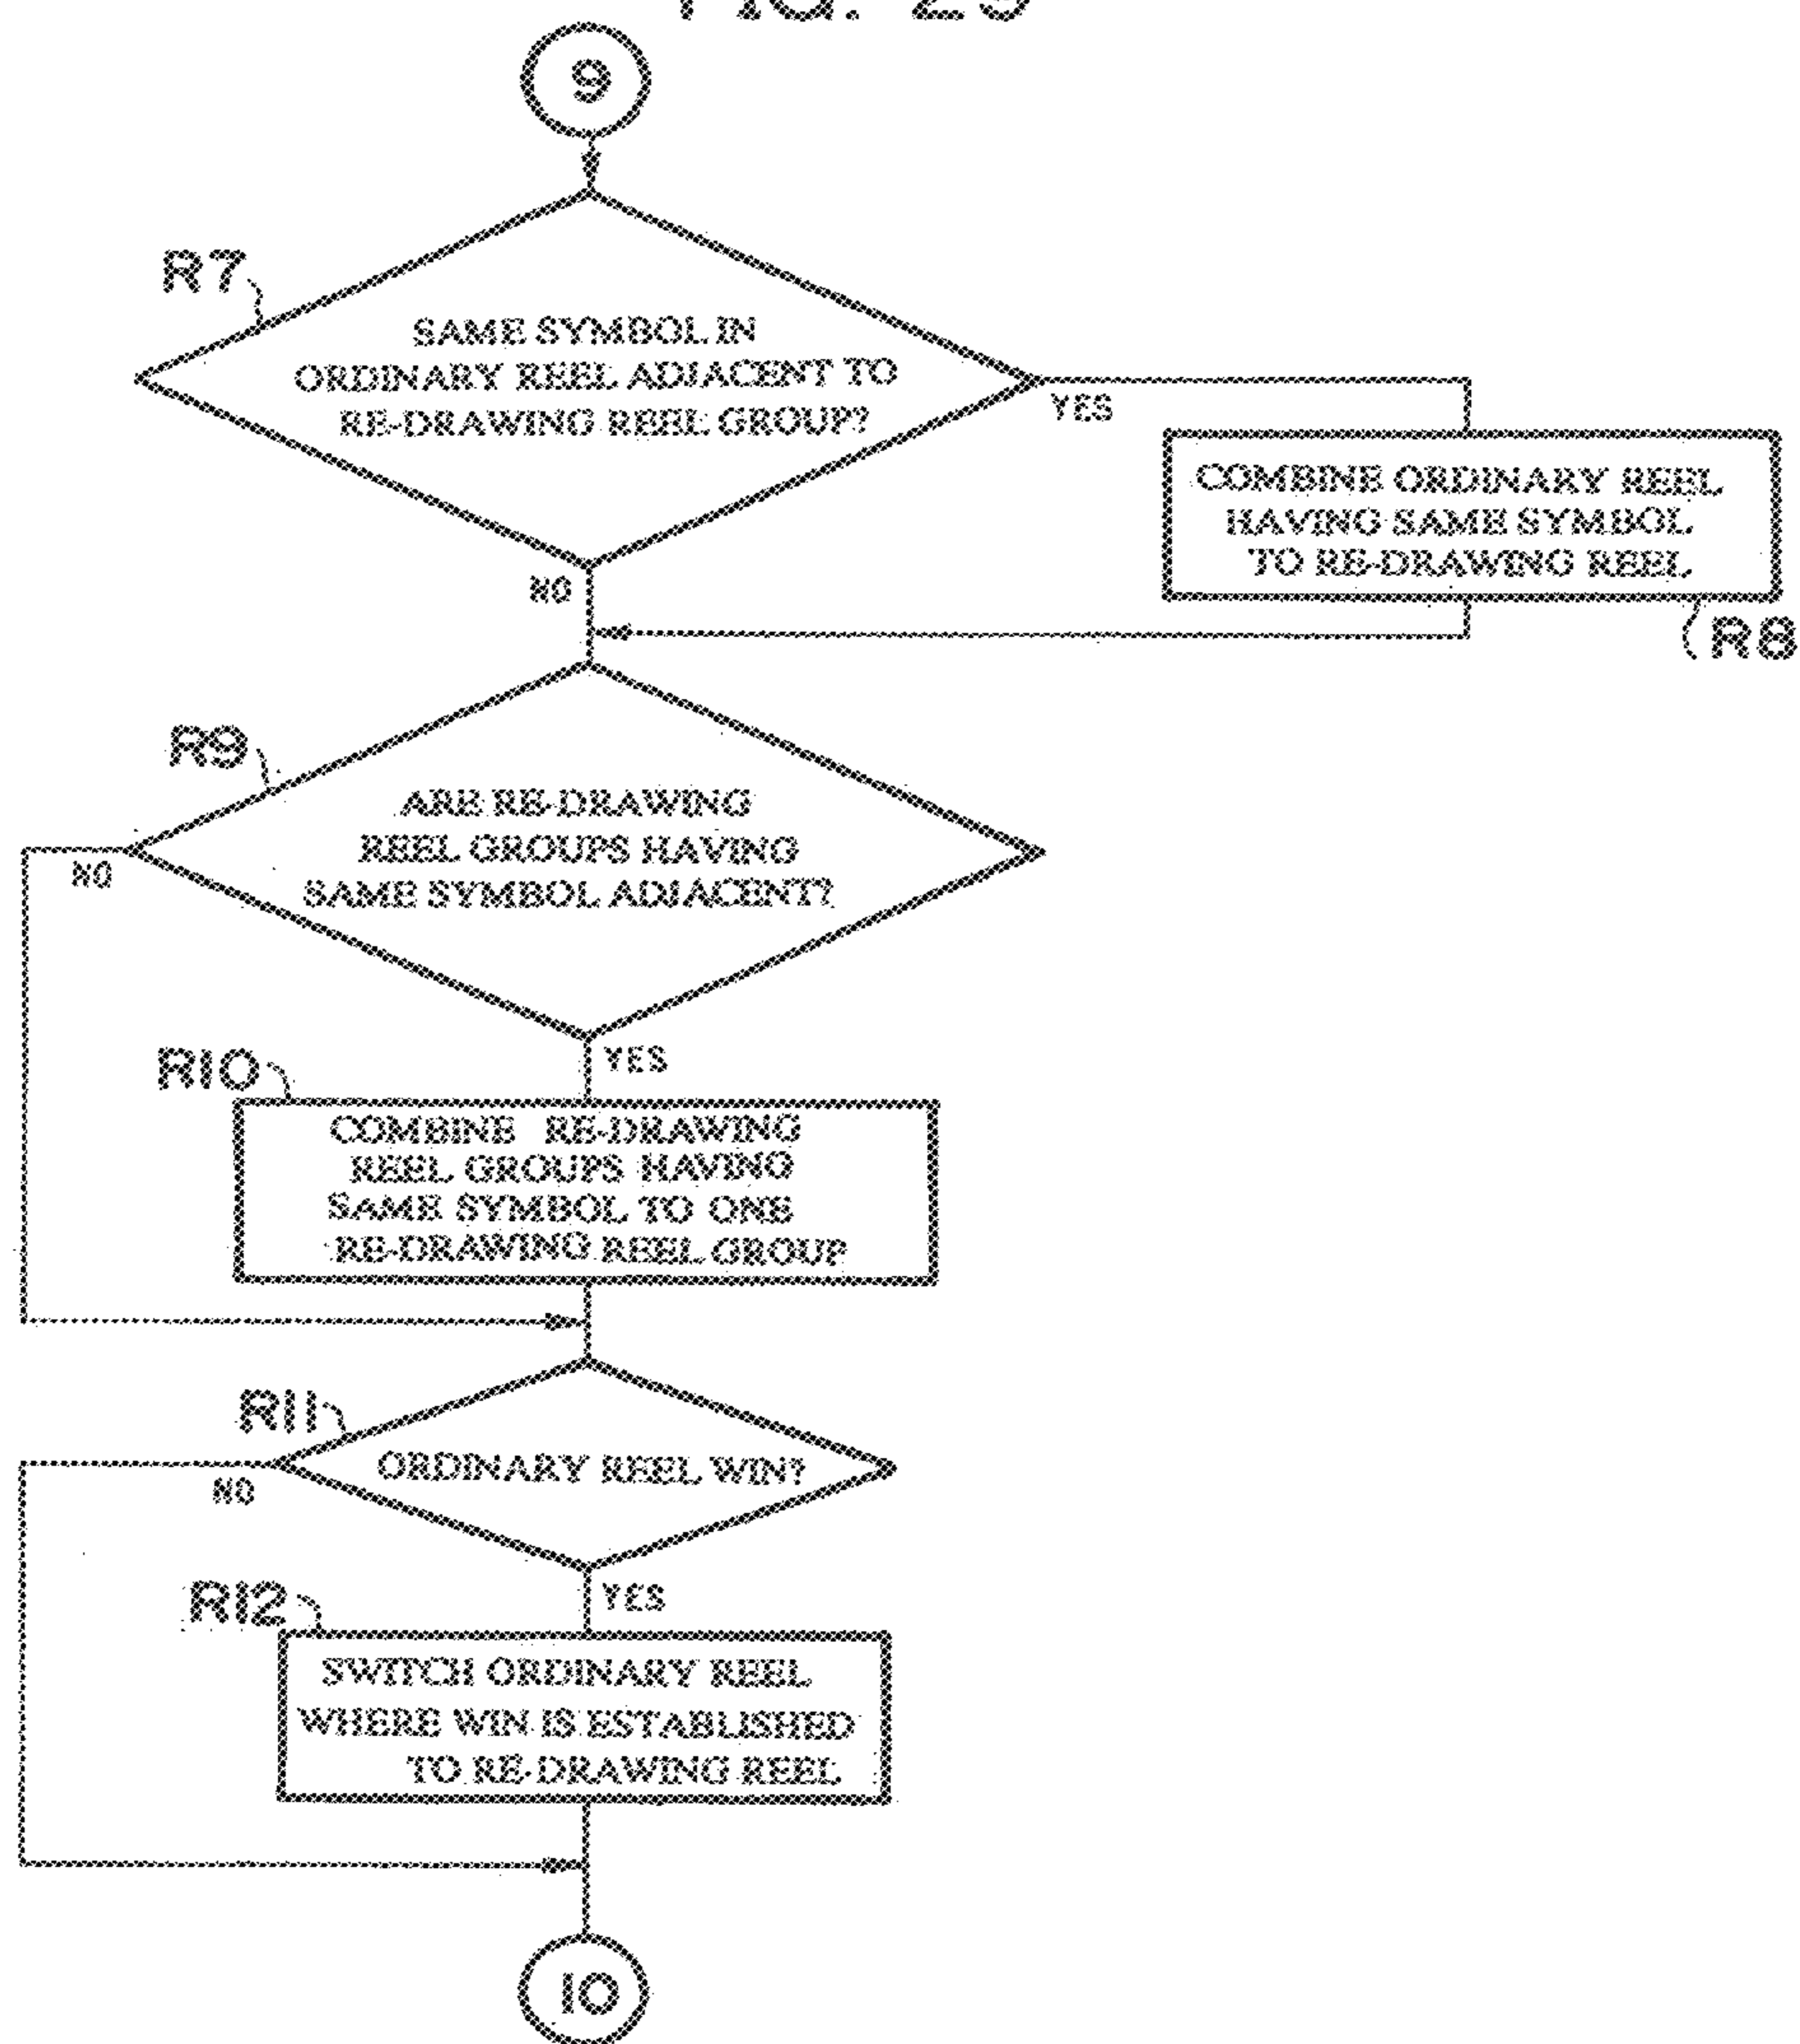 FIG. 29
9
R7
SAME SYMBOL IN
ORDINARY REEL ADJACENT TO
RE-DRAWING REEL GROUP?
YES
COMBINE ORDINARY REEL
HAVING SAME SYMBOL
TO RE-DRAWING REEL
R8
NO
R9
ARE RE-DRAWING
REEL GROUPS HAVING
SAME SYMBOL ADJACENT?
NO
YES
R10
COMBINE RE-DRAWING
REEL GROUPS HAVING
SAME SYMBOL TO ONE
RE-DRAWING REEL GROUP
R11
ORDINARY REEL WIN?
NO
YES
R12
SWITCH ORDINARY REEL
WHERE WIN IS ESTABLISHED
TO RE-DRAWING REEL
10